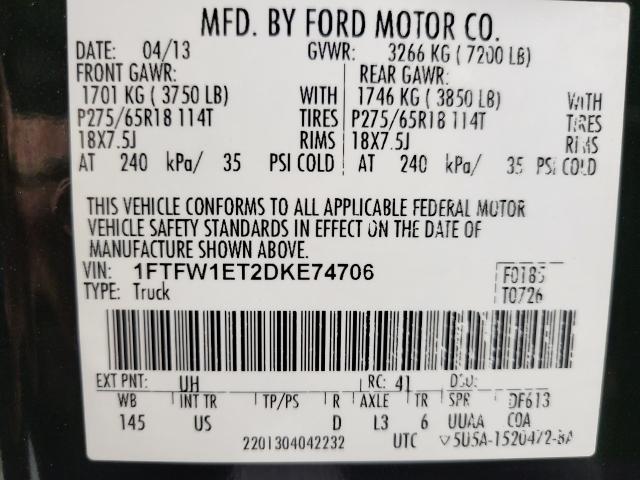 MFD. BY FORD MOTOR CO.
DATE: 04/13 GVWR: 3266 KG ( 7200 LB)
FRONT GAWR: REAR GAWR:
1701 KG ( 3750 LB) WITH 1746 KG ( 3850 LB) WITH
P275/65R18 114T TIRES P275/65R18 114T TIRES
18X7.5J RIMS 18X7.5J RIMS
AT 240 kPa/ 35 PSI COLD AT 240 kPa/ 35 PSI COLD
THIS VEHICLE CONFORMS TO ALL APPLICABLE FEDERAL MOTOR
VEHICLE SAFETY STANDARDS IN EFFECT ON THE DATE OF
MANUFACTURE SHOWN ABOVE.
VIN: 1FTFW1ET2DKE74706 F0185
TYPE: Truck T0726
EXT PNT: UH RC: 41 DSO:
WB INT TR TP/PS R AXLE TR SPR DF613
145 US D L3 6 UUAA COA
2201304042232 UTC 5U5A-1520472-BA